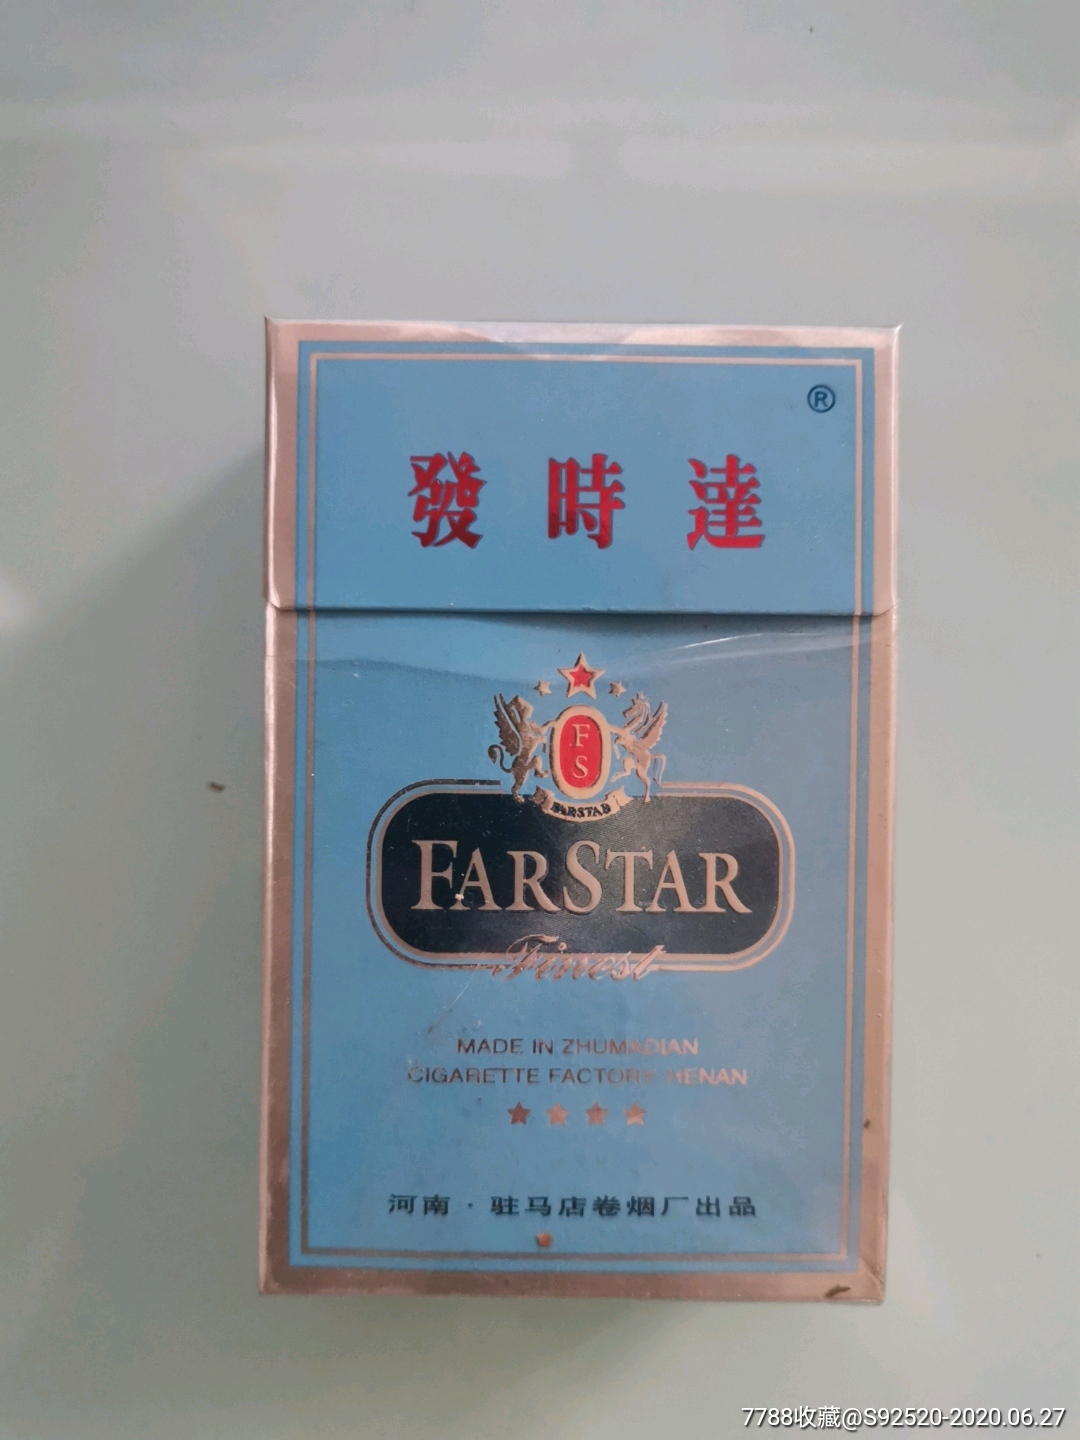 ®
發時達
F
S
FARSTAR
FARSTAR
Finest
MADE IN ZHUMADIAN
CIGARETTE FACTORY HENAN
河南·驻马店卷烟厂出品
7788收藏@S92520-2020.06.27